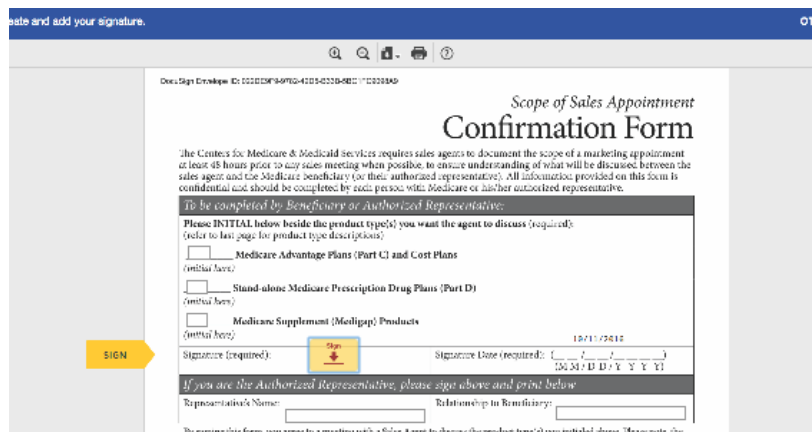 eate and add your signature.
DocuSign Envelope ID:
Scope of Sales Appointment
Confirmation Form
The Centers for Medicare & Medicaid Services requires sales agents to document the scope of a marketing appointment
at least 48 hours prior to any sales meeting when possible, to ensure understanding of what will be discussed between the
sales agent and the Medicare beneficiary (or their authorized representative). All information provided on this form is
confidential and should be completed by each person with Medicare or his/her authorized representative.
To be completed by Beneficiary or Authorized Representative:
Please INITIAL below beside the product type(s) you want the agent to discuss (required):
(refer to last page for product type descriptions)
Medicare Advantage Plans (Part C) and Cost Plans
(initial here)
Stand-alone Medicare Prescription Drug Plans (Part D)
(initial here)
Medicare Supplement (Medigap) Products
(initial here)
SIGN
Signature (required):
Sign
Signature Date (required): (__/__/____)
(M M / D D / Y Y Y Y)
If you are the Authorized Representative, please sign above and print below
Representative's Name:
Relationship to Beneficiary: